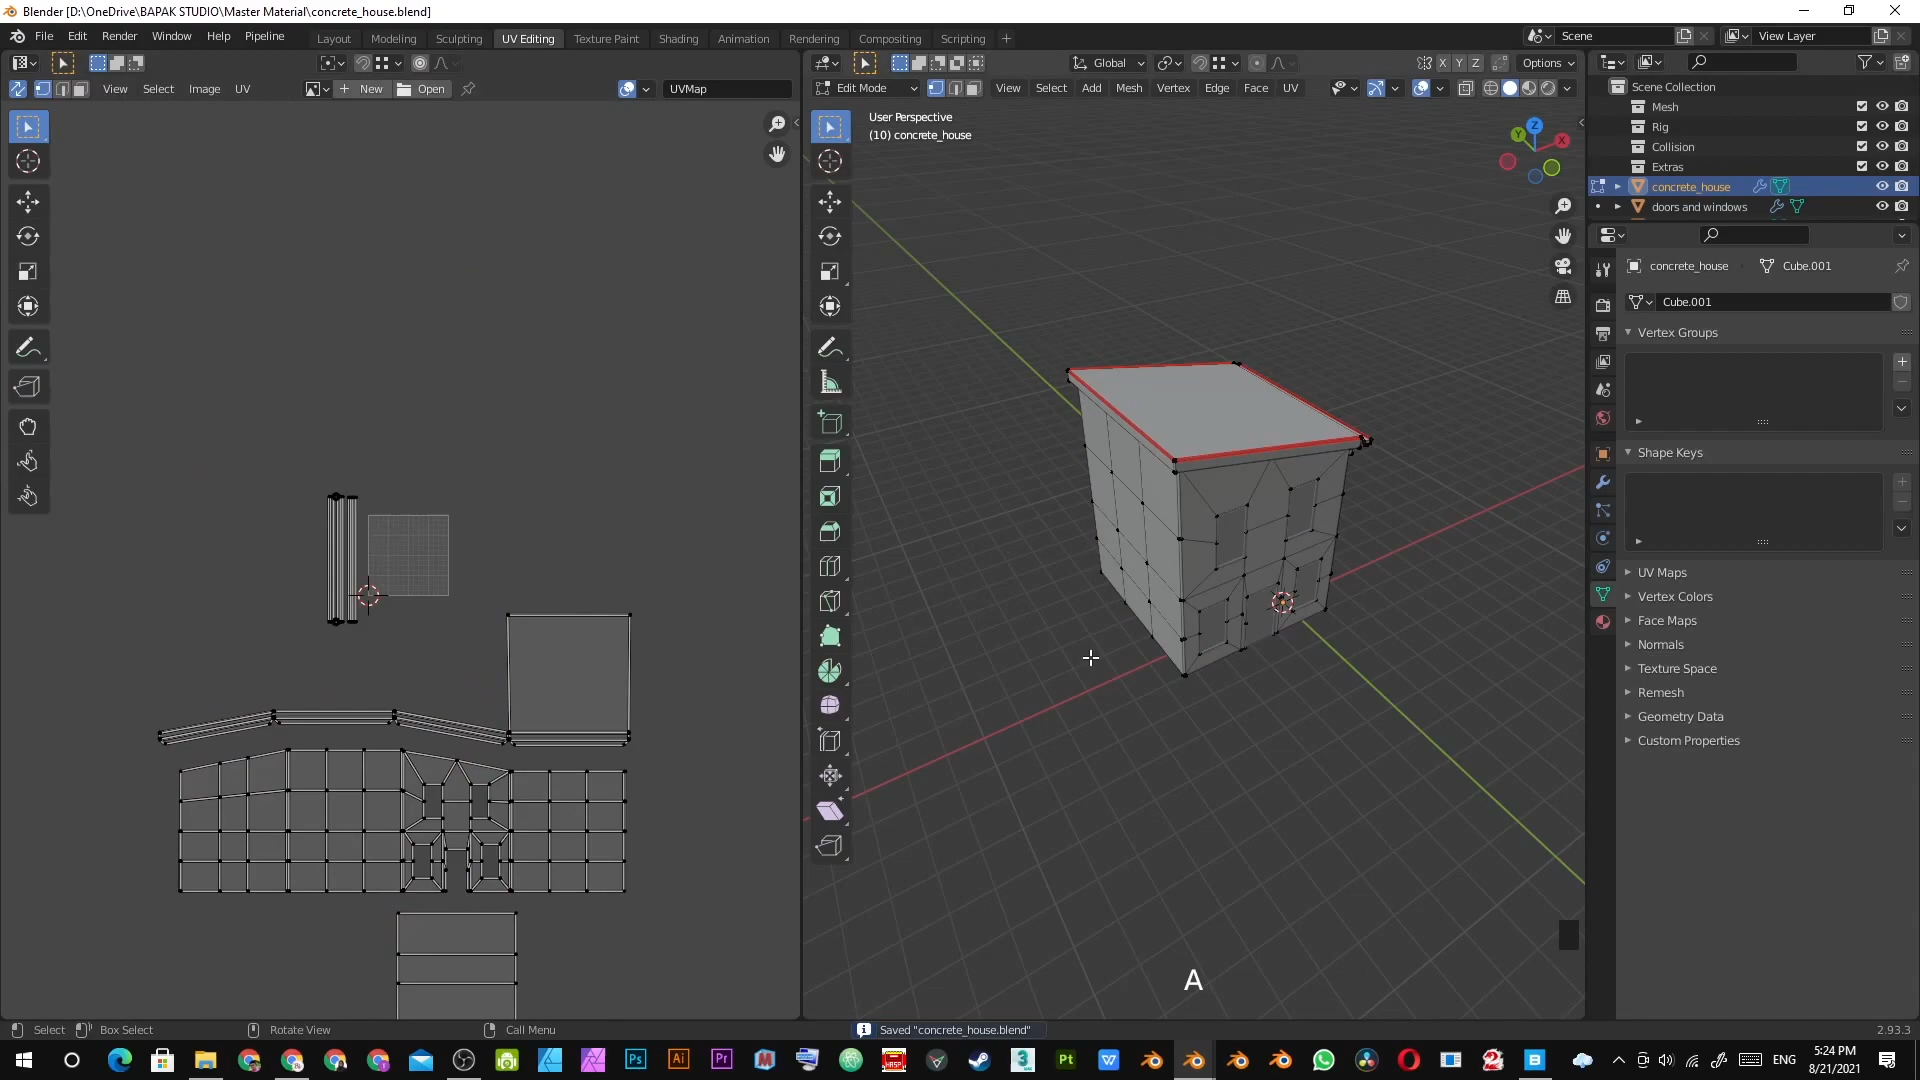 Blender [D:\OneDrive\BAPAK STUDIO\Master Material\concrete_house.blend]
File Edit Render Window Help Pipeline
Layout Modeling Sculpting UV Editing Texture Paint Shading Animation Rendering Compositing Scripting +
Scene
View Layer
Global
X Y Z
Options
View Select Image UV
New
Open
UVMap
Edit Mode
View Select Add Mesh Vertex Edge Face UV
User Perspective
(10) concrete_house
Z
Y
X
Scene Collection
Mesh
Rig
Collision
Extras
concrete_house
doors and windows
concrete_house
Cube.001
Cube.001
Vertex Groups
Shape Keys
UV Maps
Vertex Colors
Face Maps
Normals
Texture Space
Remesh
Geometry Data
Custom Properties
A
Select
Box Select
Rotate View
Call Menu
Saved "concrete_house.blend"
2.93.3
Ps
Ai
Pr
3
Pt
W
B
ENG
5:24 PM
8/21/2021